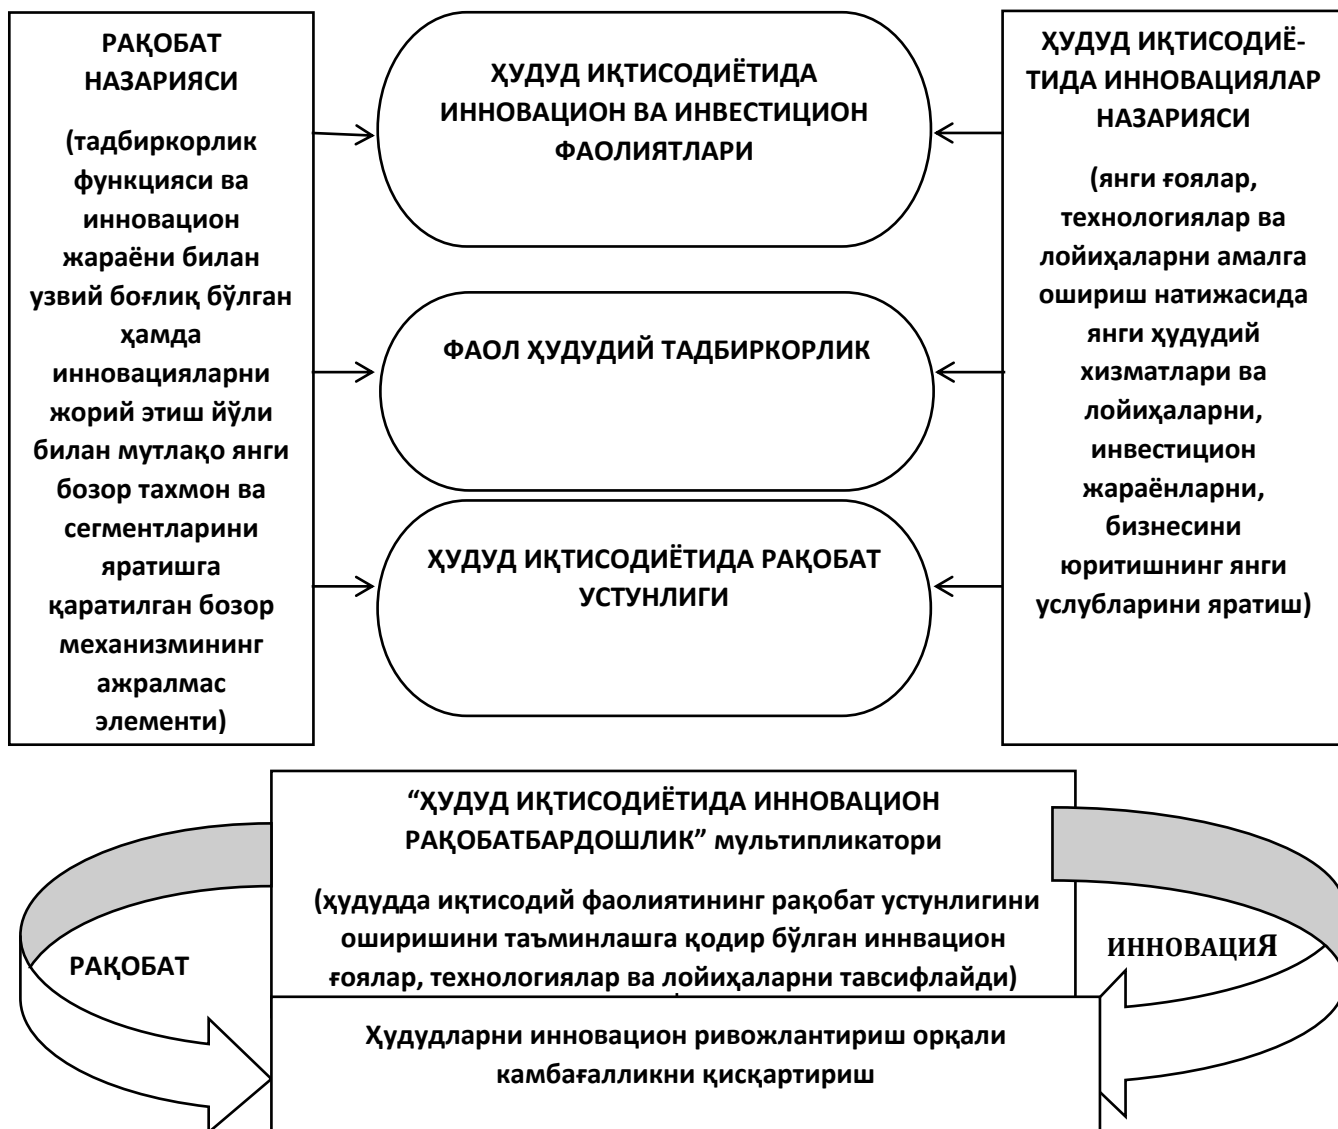 РАҚОБАТ
НАЗАРИЯСИ
(тадбиркорлик
функцияси ва
инновацион
жараёни билан
узвий боғлиқ бўлган
ҳамда
инновацияларни
жорий этиш йўли
билан мутлақо янги
бозор тахмон ва
сегментларини
яратишга
қаратилган бозор
механизмининг
ажралмас
элементи)
ҲУДУД ИҚТИСОДИЁТИДА
ИННОВАЦИОН ВА ИНВЕСТИЦИОН
ФАОЛИЯТЛАРИ
ФАОЛ ҲУДУДИЙ ТАДБИРКОРЛИК
ҲУДУД ИҚТИСОДИЁТИДА РАҚОБАТ
УСТУНЛИГИ
ҲУДУД ИҚТИСОДИЁ-
ТИДА ИННОВАЦИЯЛАР
НАЗАРИЯСИ
(янги ғоялар,
технологиялар ва
лойиҳаларни амалга
ошириш натижасида
янги ҳудудий
хизматлари ва
лойиҳаларни,
инвестицион
жараёнларни,
бизнесини
юритишнинг янги
услубларини яратиш)
“ҲУДУД ИҚТИСОДИЁТИДА ИННОВАЦИОН
РАҚОБАТБАРДОШЛИК” мультипликатори
(ҳудудда иқтисодий фаолиятининг рақобат устунлигини
оширишини таъминлашга қодир бўлган иннвацион
ғоялар, технологиялар ва лойиҳаларни тавсифлайди)
РАҚОБАТ
ИННОВАЦИЯ
Ҳудудларни инновацион ривожлантириш орқали
камбағалликни қисқартириш